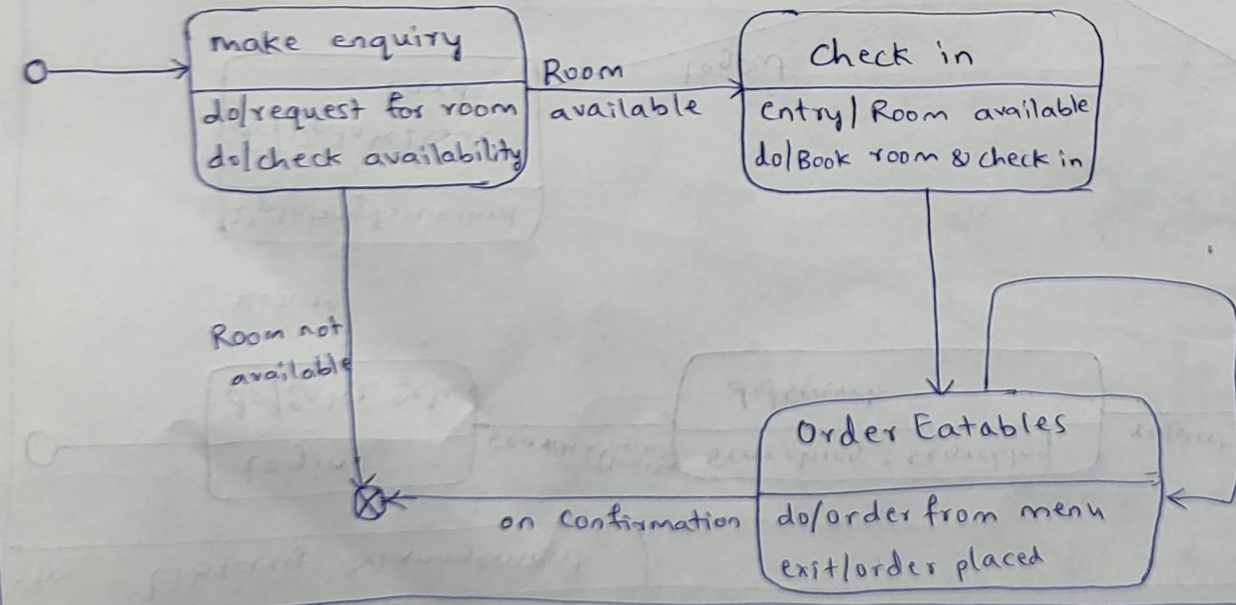 make enquiry
do/request for room
do/check availability
Room
available
Check in
entry/ Room available
do/Book room & check in
Room not
available
Order Eatables
do/order from menu
exit/order placed
on confirmation